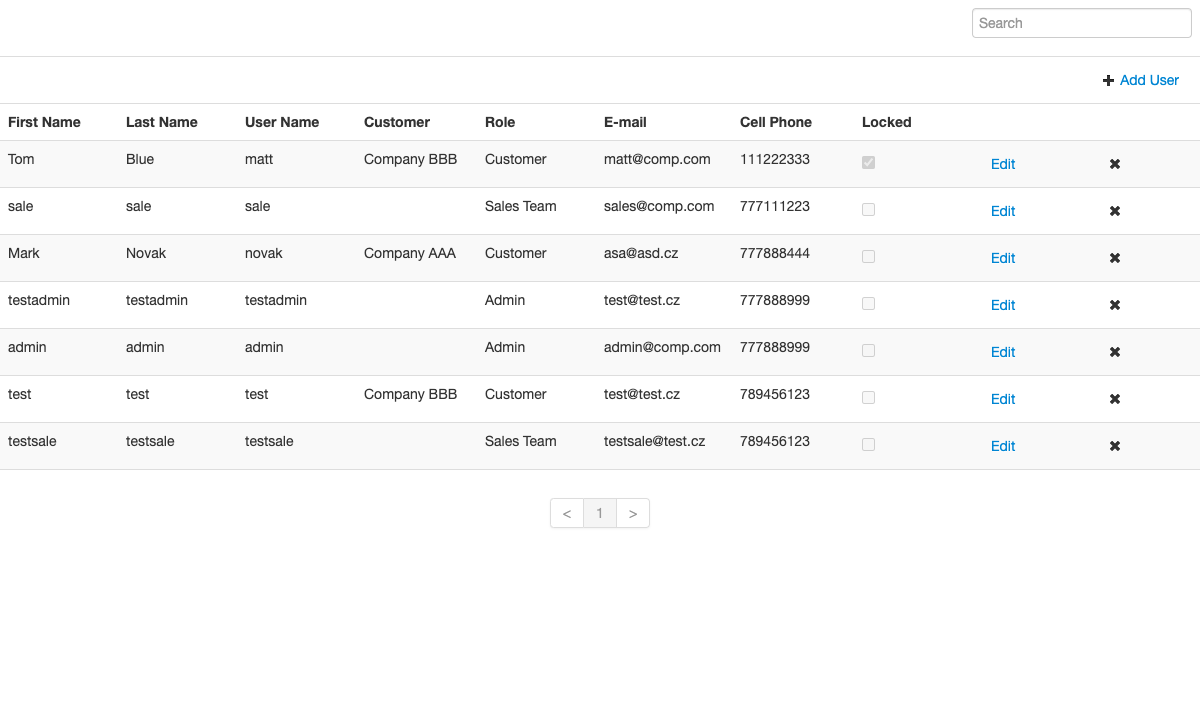 Search
Add User
First Name Last Name User Name Customer Role E-mail Cell Phone Locked
Tom Blue matt Company BBB Customer matt@comp.com 111222333 Edit
sale sale sale Sales Team sales@comp.com 777111223 Edit
Mark Novak novak Company AAA Customer asa@asd.cz 777888444 Edit
testadmin testadmin testadmin Admin test@test.cz 777888999 Edit
admin admin admin Admin admin@comp.com 777888999 Edit
test test test Company BBB Customer test@test.cz 789456123 Edit
testsale testsale testsale Sales Team testsale@test.cz 789456123 Edit
< 1 >